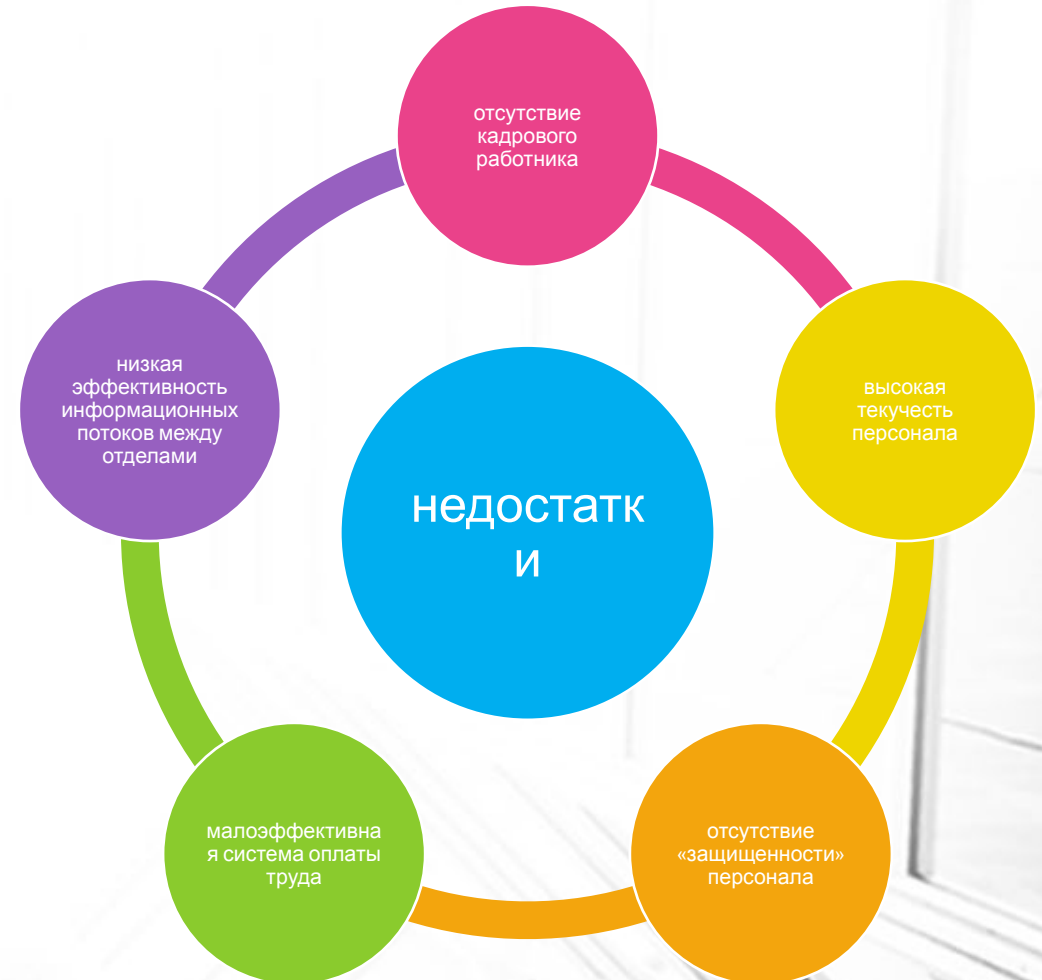 отсутствие
кадрового
работника
высокая
текучесть
персонала
отсутствие
«защищенности»
персонала
малоэффективна
я система оплаты
труда
низкая
эффективность
информационных
потоков между
отделами
недостатк
и